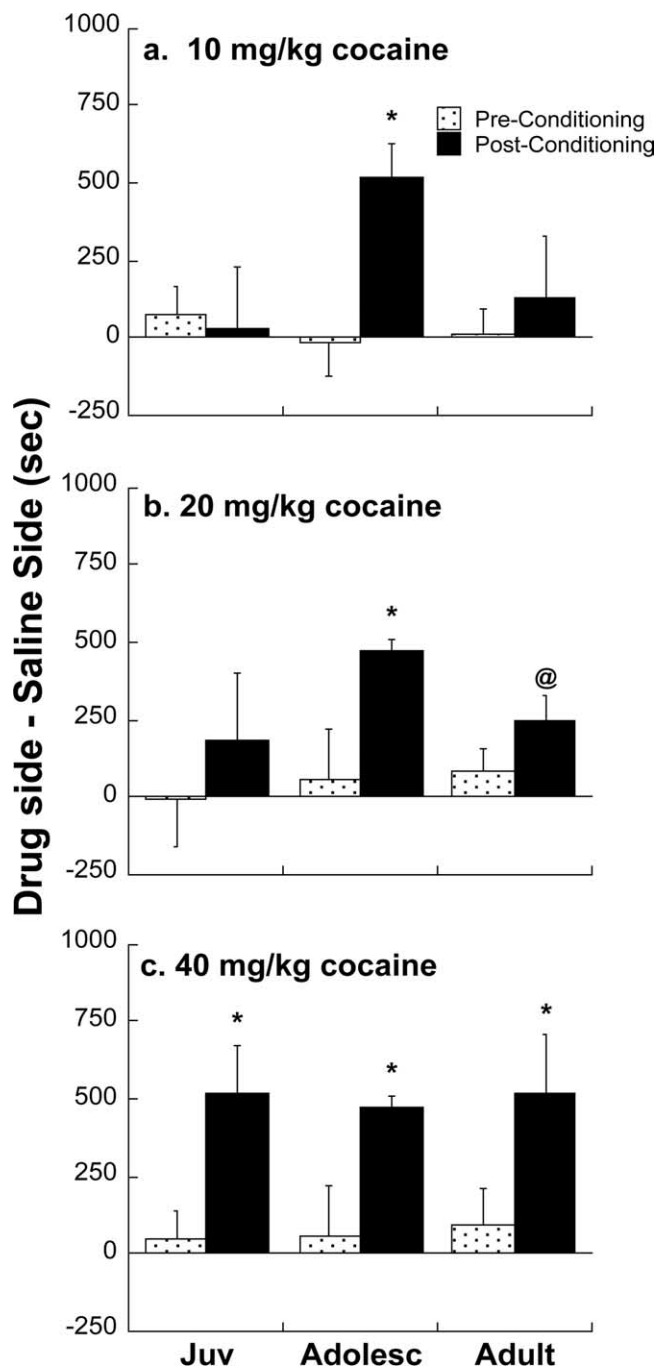 Drug side - Saline Side (sec)
a. 10 mg/kg cocaine
1000
750
500
250
0
-250
*
Pre-Conditioning
Post-Conditioning
b. 20 mg/kg cocaine
1000
750
500
250
0
-250
*
@
c. 40 mg/kg cocaine
1000
750
500
250
0
-250
* * *
Juv Adolesc Adult